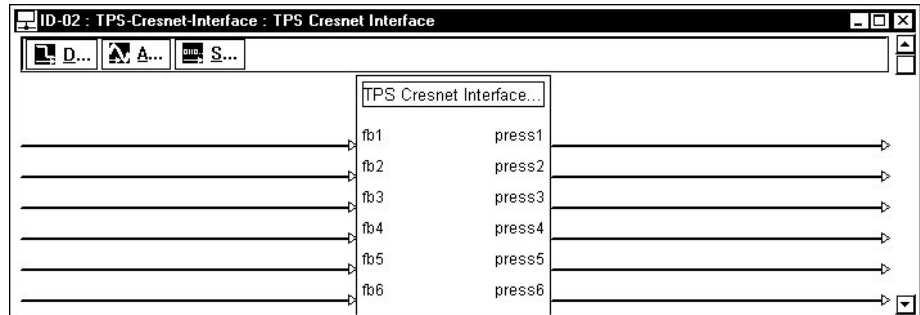 ID-02 : TPS-Cresnet-Interface : TPS Cresnet Interface
D... A... S...
TPS Cresnet Interface...
fb1 press1
fb2 press2
fb3 press3
fb4 press4
fb5 press5
fb6 press6